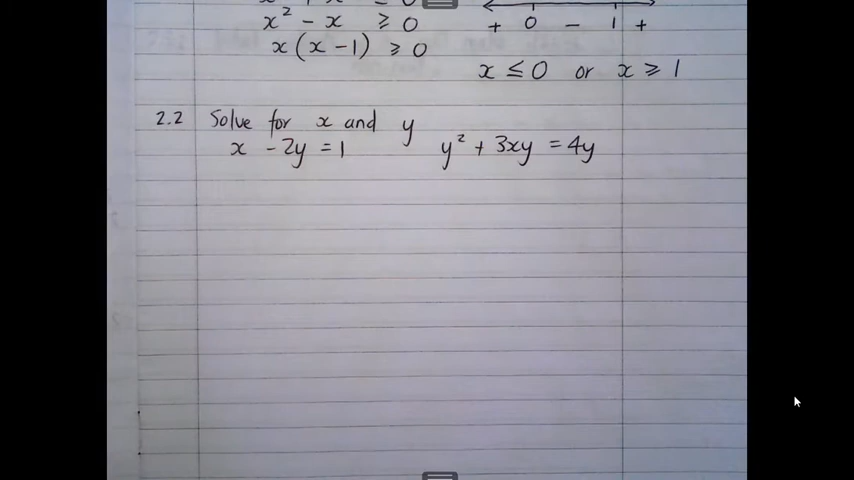 x² - x ≥ 0
+ 0 - 1 +
x(x - 1) ≥ 0
x ≤ 0 or x ≥ 1
2.2 Solve for x and y
x - 2y = 1 y² + 3xy = 4y